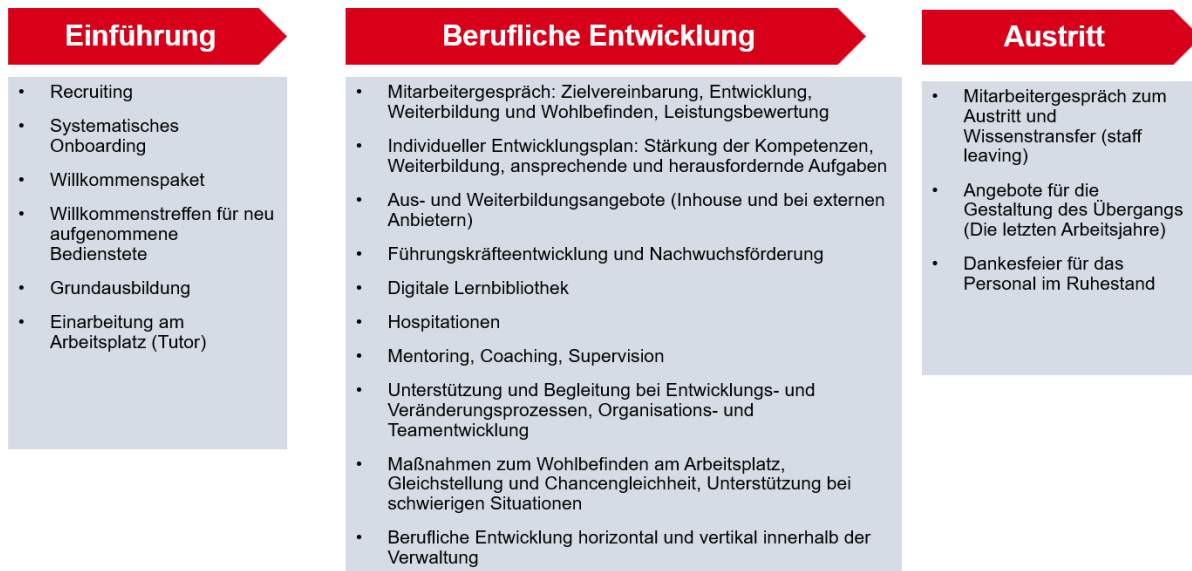 Einführung
• Recruiting
• Systematisches
Onboarding
• Willkommenspaket
• Willkommenstreffen für neu
aufgenommene
Bedienstete
• Grundausbildung
• Einarbeitung am
Arbeitsplatz (Tutor)
Berufliche Entwicklung
• Mitarbeitergespräch: Zielvereinbarung, Entwicklung,
Weiterbildung und Wohlbefinden, Leistungsbewertung
• Individueller Entwicklungsplan: Stärkung der Kompetenzen,
Weiterbildung, ansprechende und herausfordernde Aufgaben
• Aus- und Weiterbildungsangebote (Inhouse und bei externen
Anbietern)
• Führungskräfteentwicklung und Nachwuchsförderung
• Digitale Lernbibliothek
• Hospitationen
• Mentoring, Coaching, Supervision
• Unterstützung und Begleitung bei Entwicklungs- und
Veränderungsprozessen, Organisations- und
Teamentwicklung
• Maßnahmen zum Wohlbefinden am Arbeitsplatz,
Gleichstellung und Chancengleichheit, Unterstützung bei
schwierigen Situationen
• Berufliche Entwicklung horizontal und vertikal innerhalb der
Verwaltung
Austritt
• Mitarbeitergespräch zum
Austritt und
Wissenstransfer (staff
leaving)
• Angebote für die
Gestaltung des Übergangs
(Die letzten Arbeitsjahre)
• Dankesfeier für das
Personal im Ruhestand